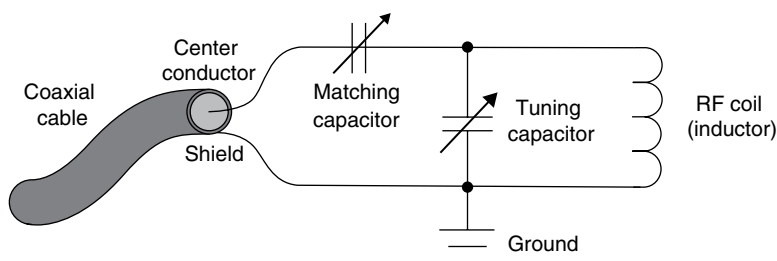 Coaxial
cable
Center
conductor
Shield
Matching
capacitor
Tuning
capacitor
RF coil
(inductor)
Ground